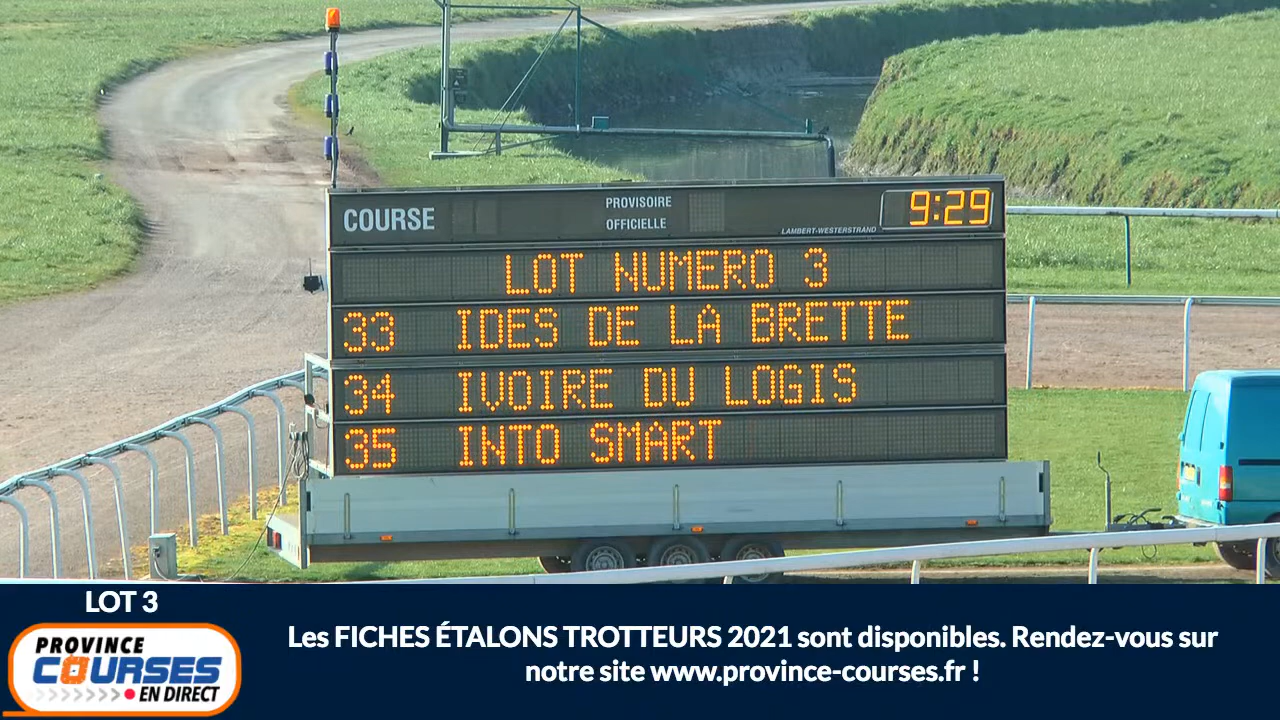 COURSE
PROVISOIRE
OFFICIELLE
LAMBERT-WESTERSTRAND
9:29
LOT NUMERO 3
33 IDES DE LA BRETTE
34 IVOIRE DU LOGIS
35 INTO SMART
LOT 3
PROVINCE
COURSES
EN DIRECT
Les FICHES ÉTALONS TROTTEURS 2021 sont disponibles. Rendez-vous sur
notre site www.province-courses.fr !